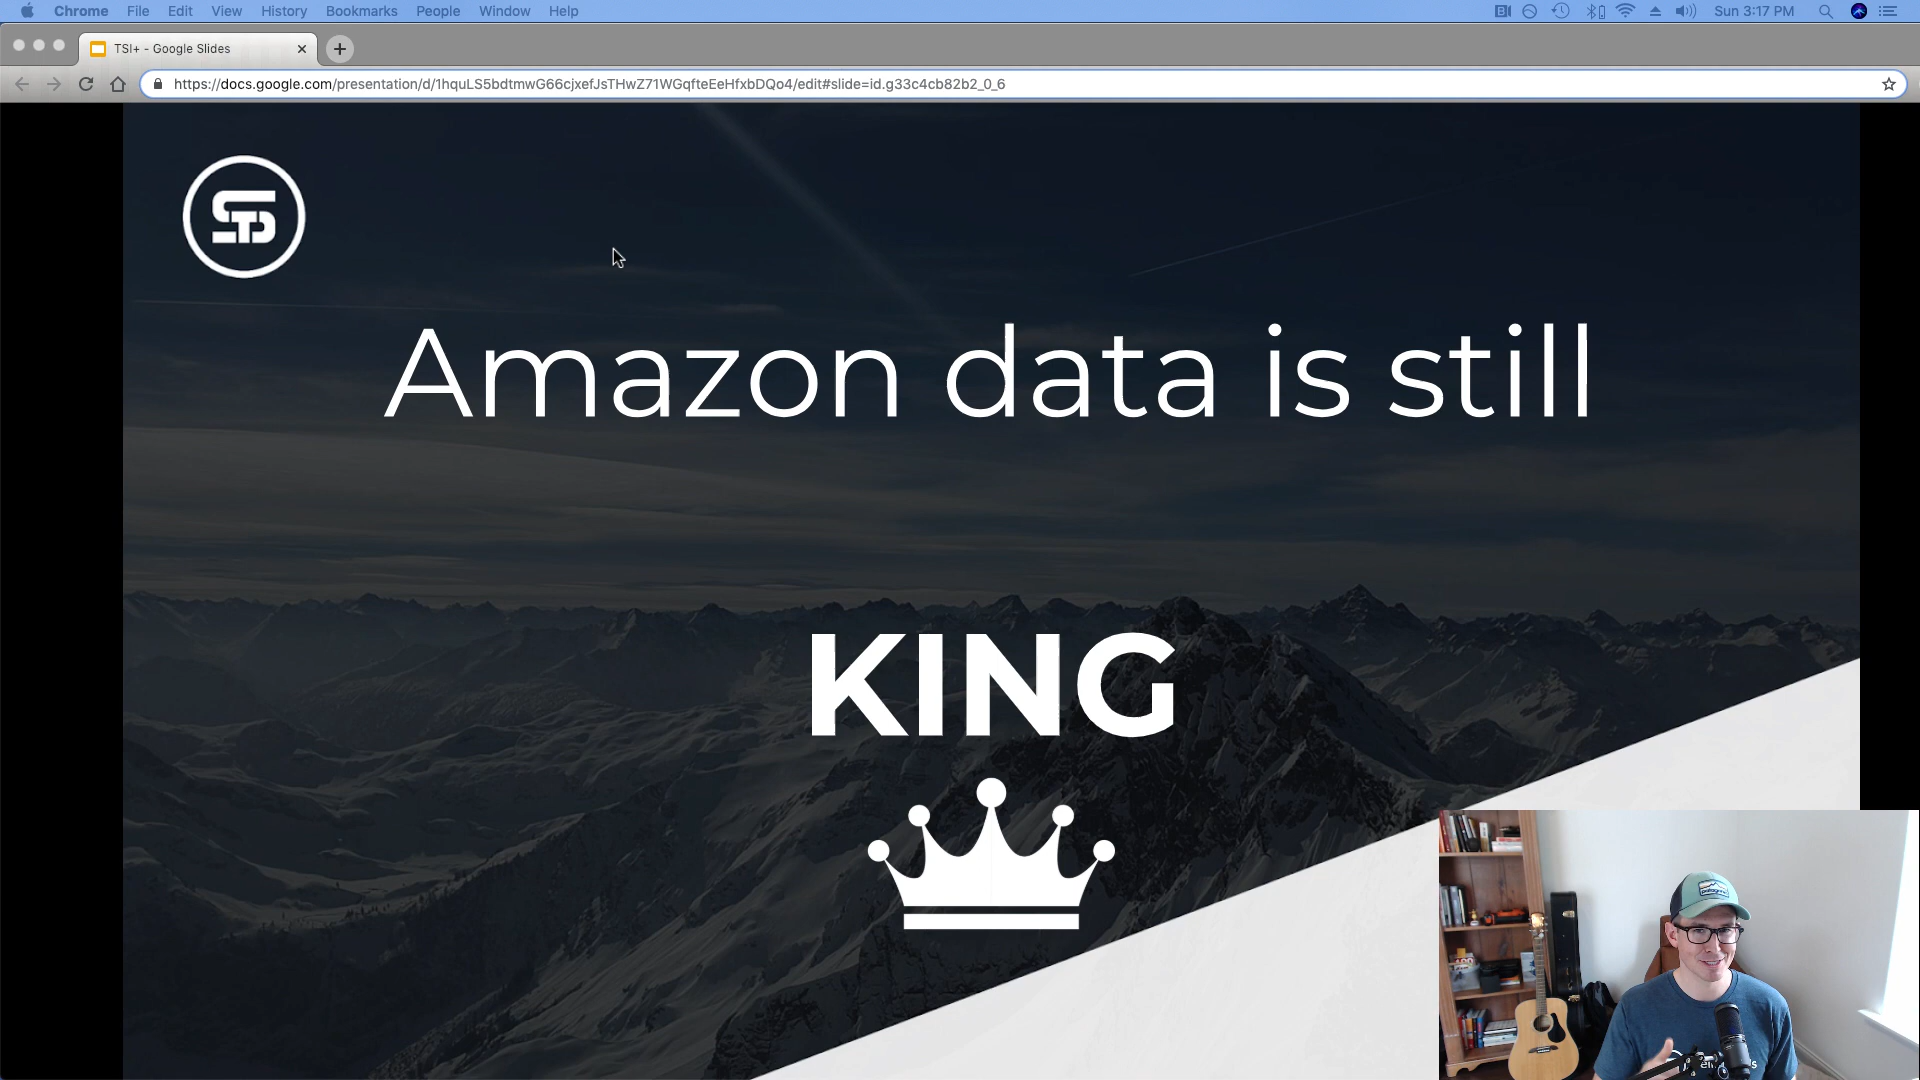 Chrome File Edit View History Bookmarks People Window Help Sun 3:17 PM
TSI+ - Google Slides
https://docs.google.com/presentation/d/1hquLS5bdtmwG66cjxefJsTHwZ71WGqfteEeHfxbDQo4/edit#slide=id.g33c4cb82b2_0_6
Amazon data is still
KING
patagonia